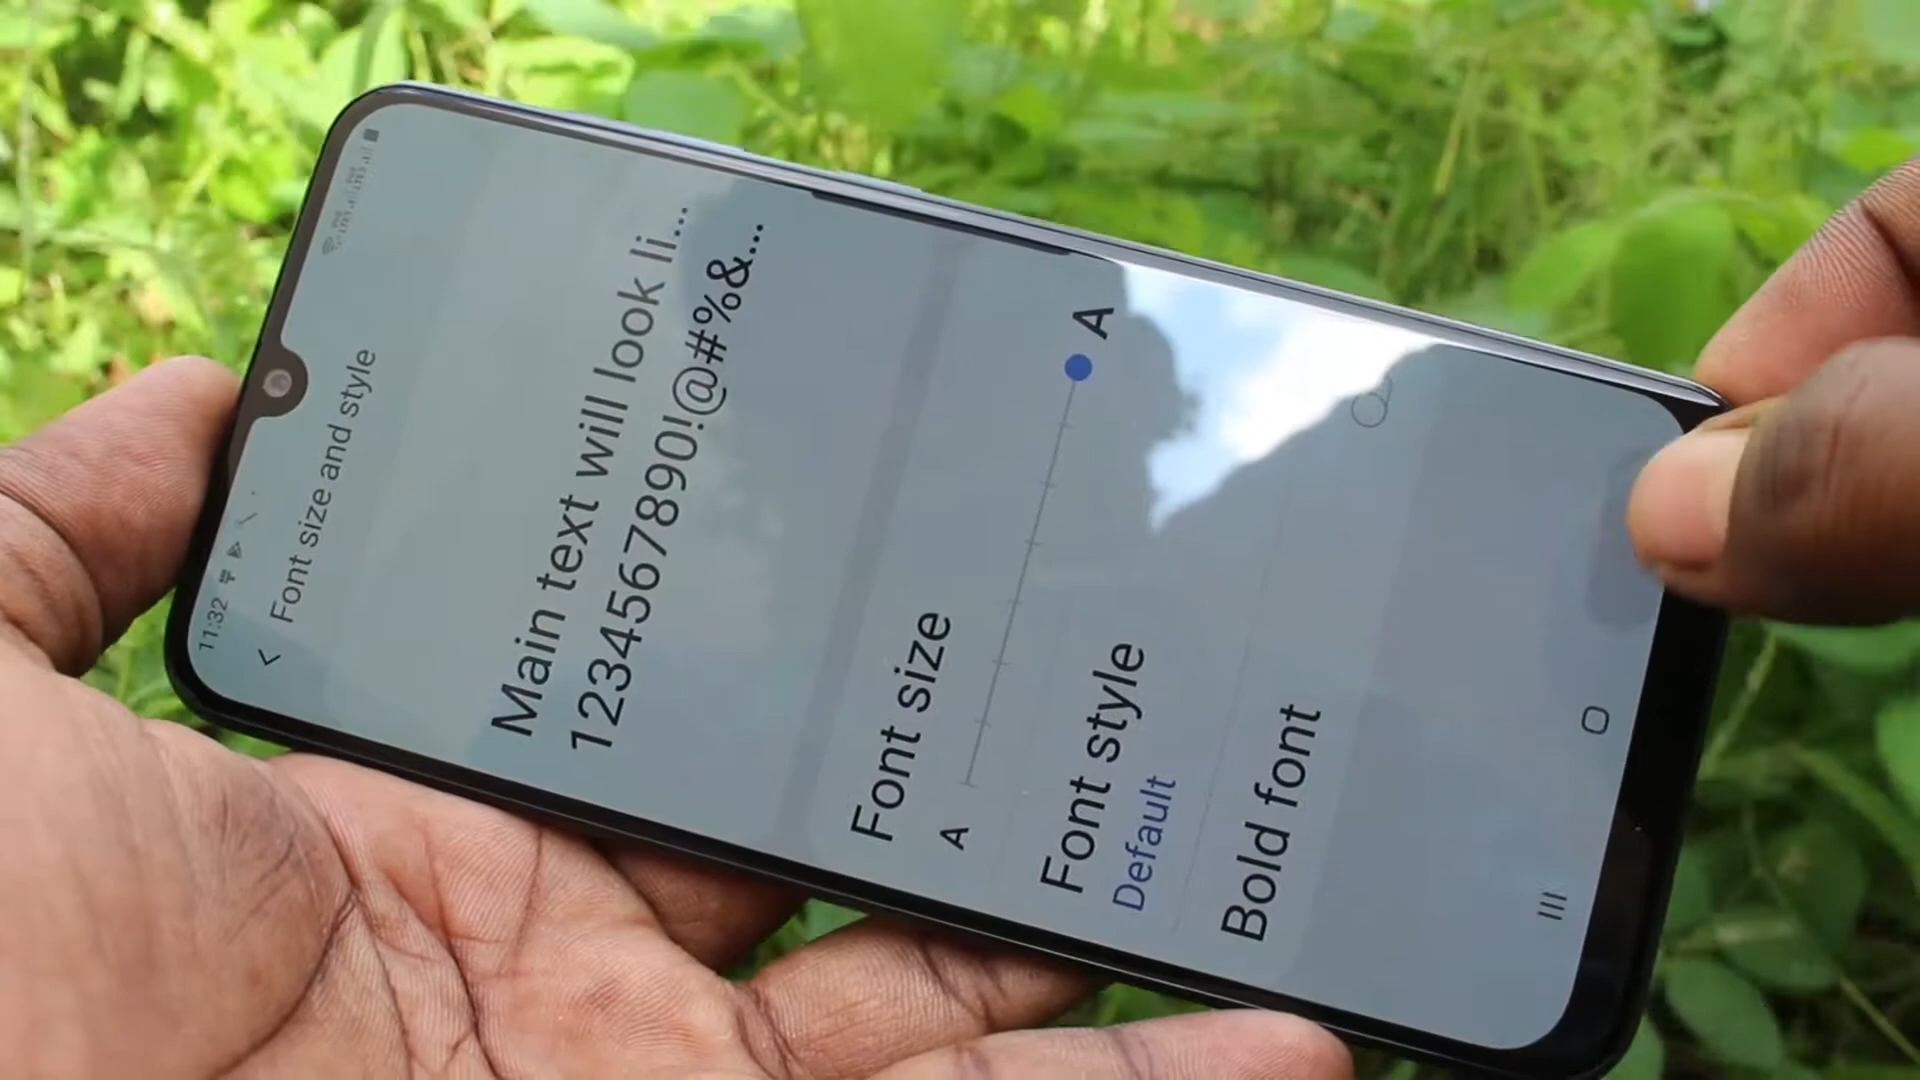 11:32
Font size and style
Main text will look li...
1234567890!@#%&...
Font size
A A
Font style
Default
Bold font